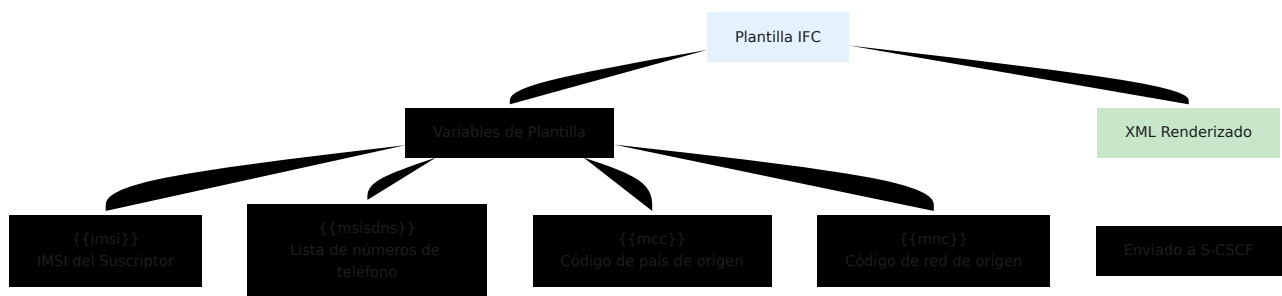 Plantilla IFC
Variables de Plantilla
XML Renderizado
{{imsi}}
IMSI del Suscriptor
{{msisdns}}
Lista de números de
teléfono
{{mcc}}
Código de país de origen
{{mnc}}
Código de red de origen
Enviado a S-CSCF